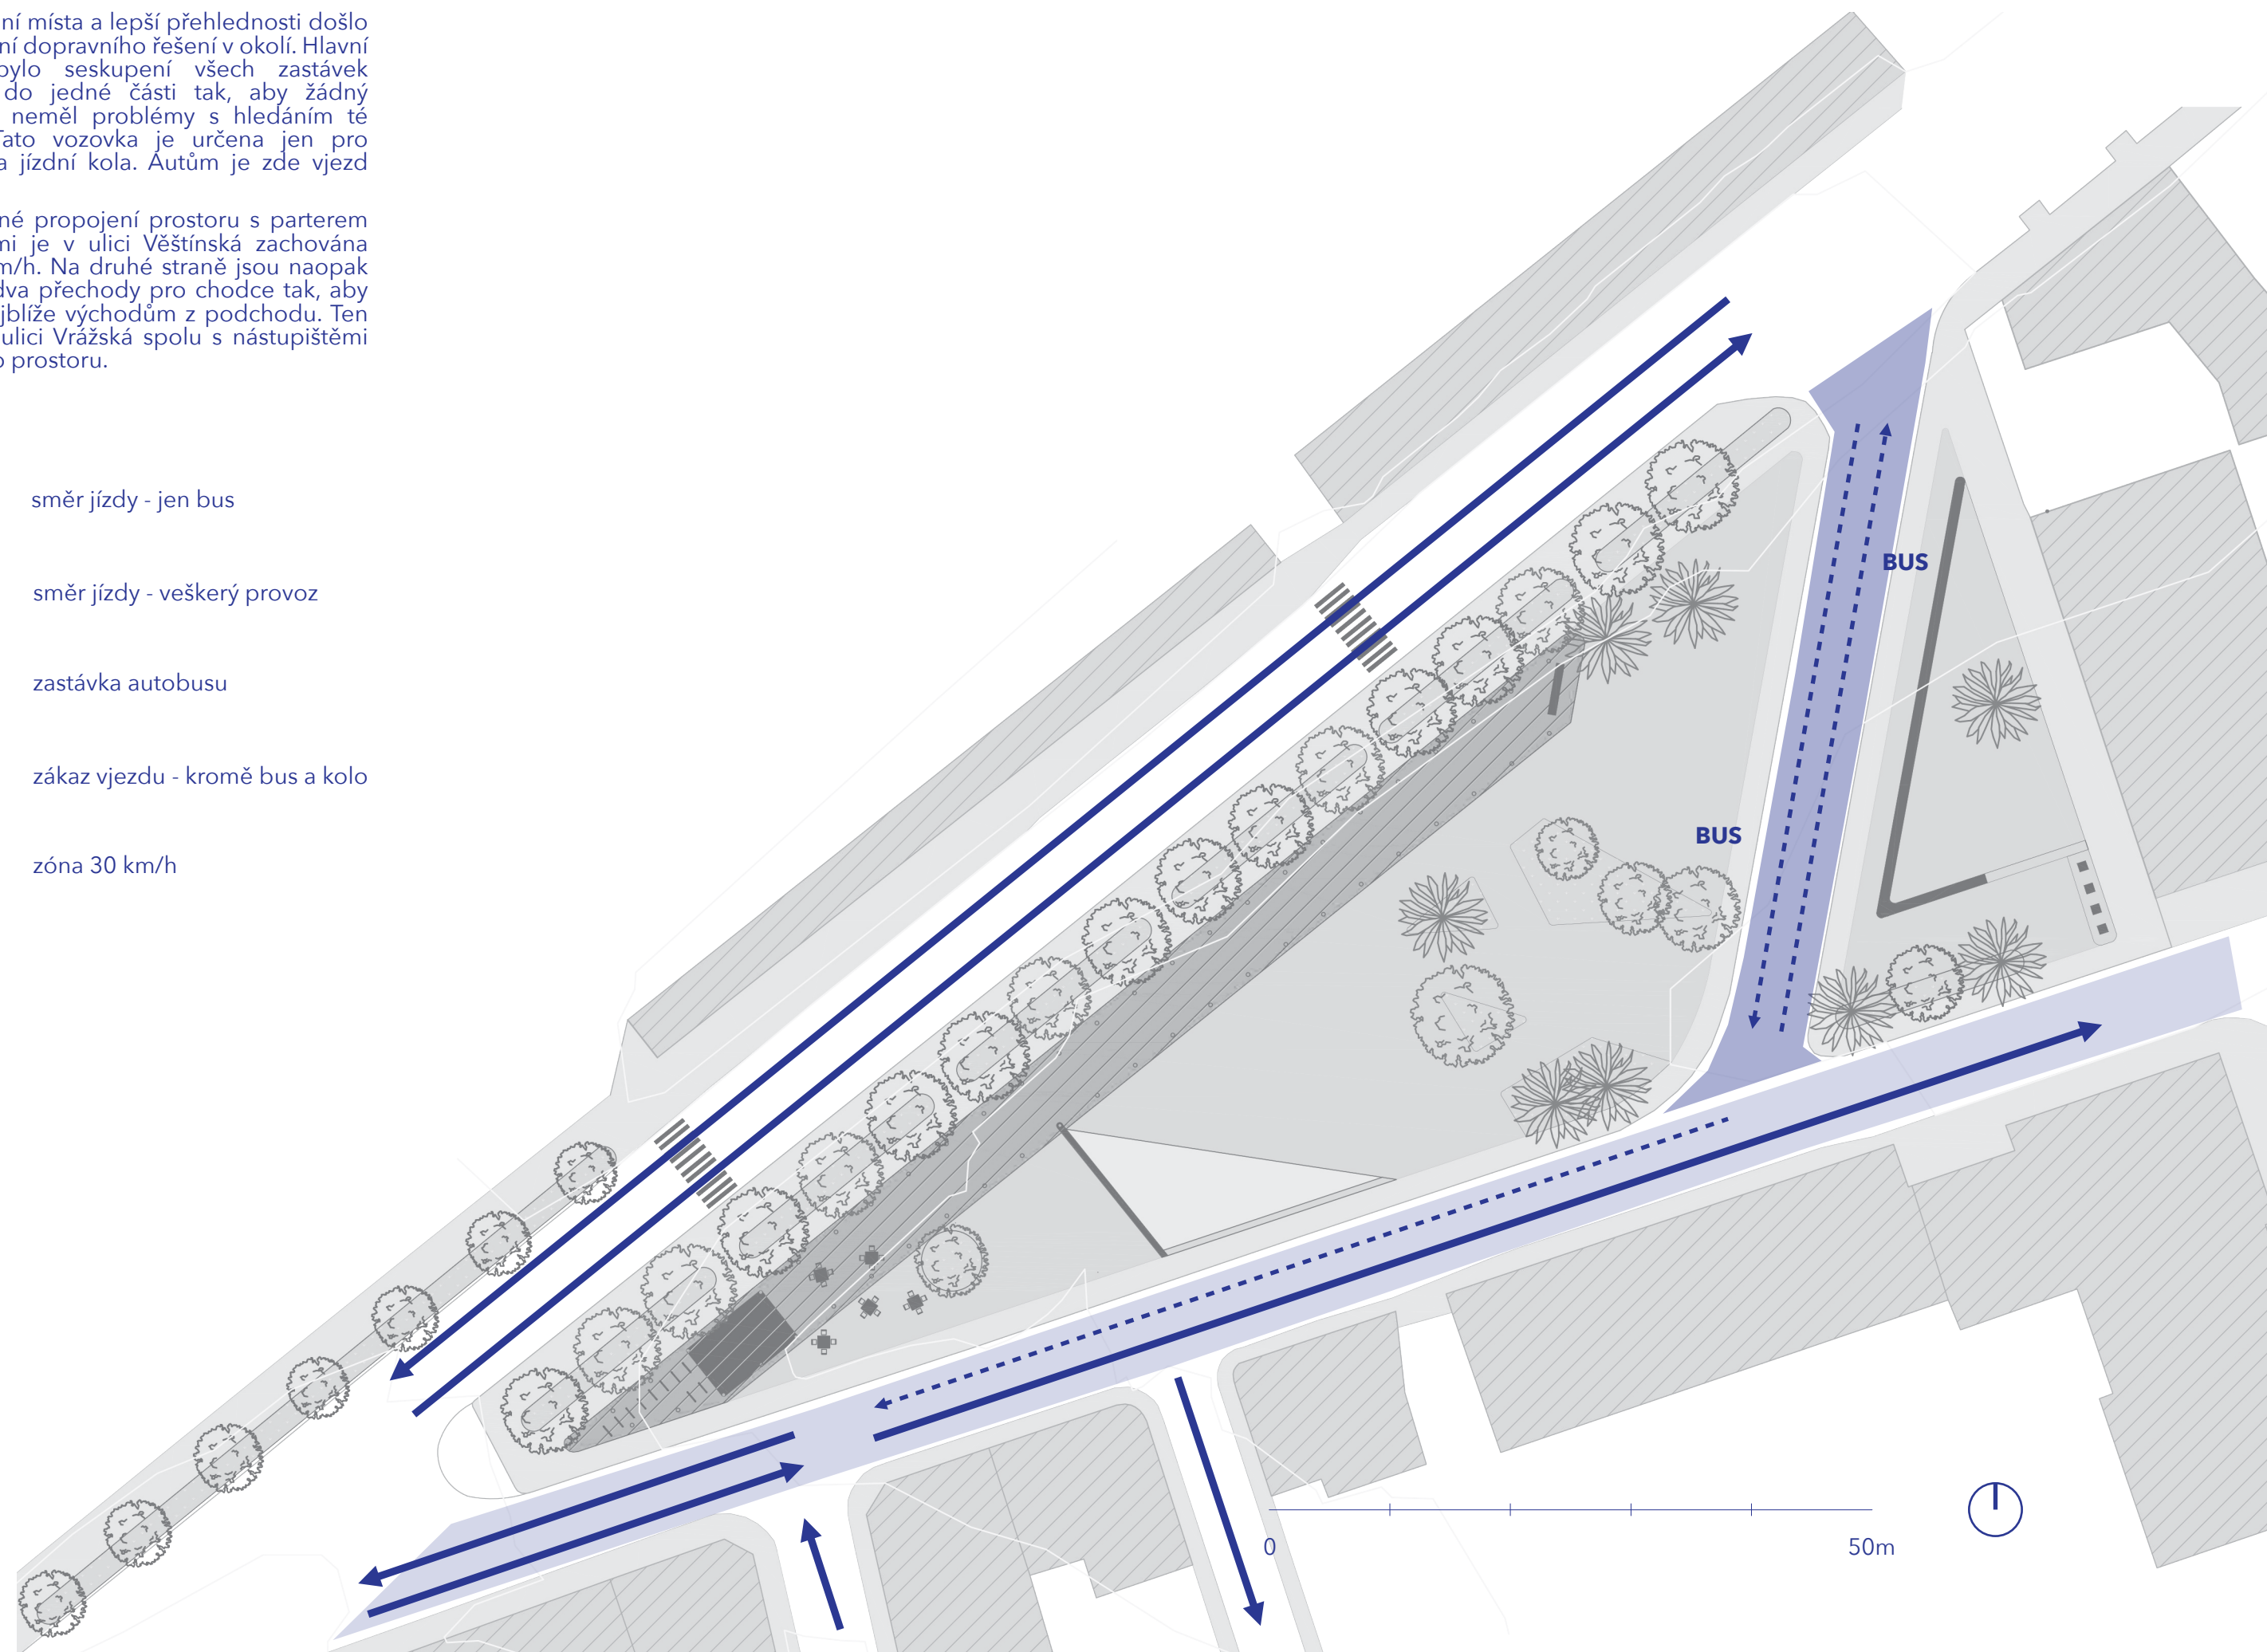 ní místa a lepší přehlednosti došlo
ní dopravního řešení v okolí. Hlavní
bylo seskupení všech zastávek
do jedné části tak, aby žádný
neměl problémy s hledáním té
Tato vozovka je určena jen pro
a jízdní kola. Autům je zde vjezd
né propojení prostoru s parterem
mi je v ulici Věštínská zachována
m/h. Na druhé straně jsou naopak
dva přechody pro chodce tak, aby
jblíže východům z podchodu. Ten
ulici Vrážská spolu s nástupištěmi
o prostoru.
směr jízdy - jen bus
směr jízdy - veškerý provoz
zastávka autobusu
zákaz vjezdu - kromě bus a kolo
zóna 30 km/h
BUS
BUS
0
50m